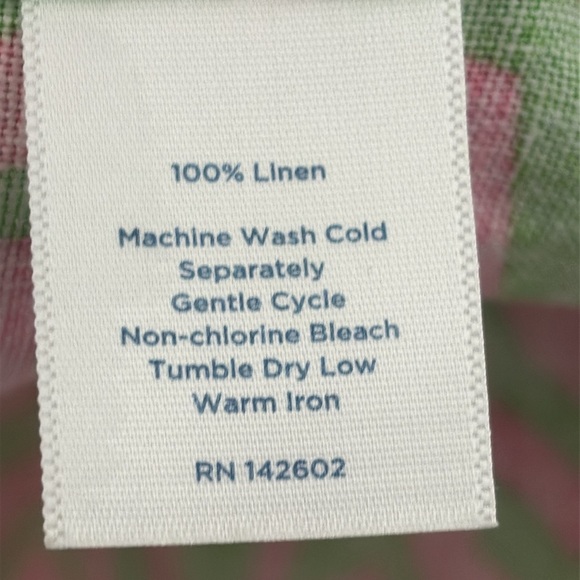 100% Linen
Machine Wash Cold
Separately
Gentle Cycle
Non-chlorine Bleach
Tumble Dry Low
Warm Iron
RN 142602